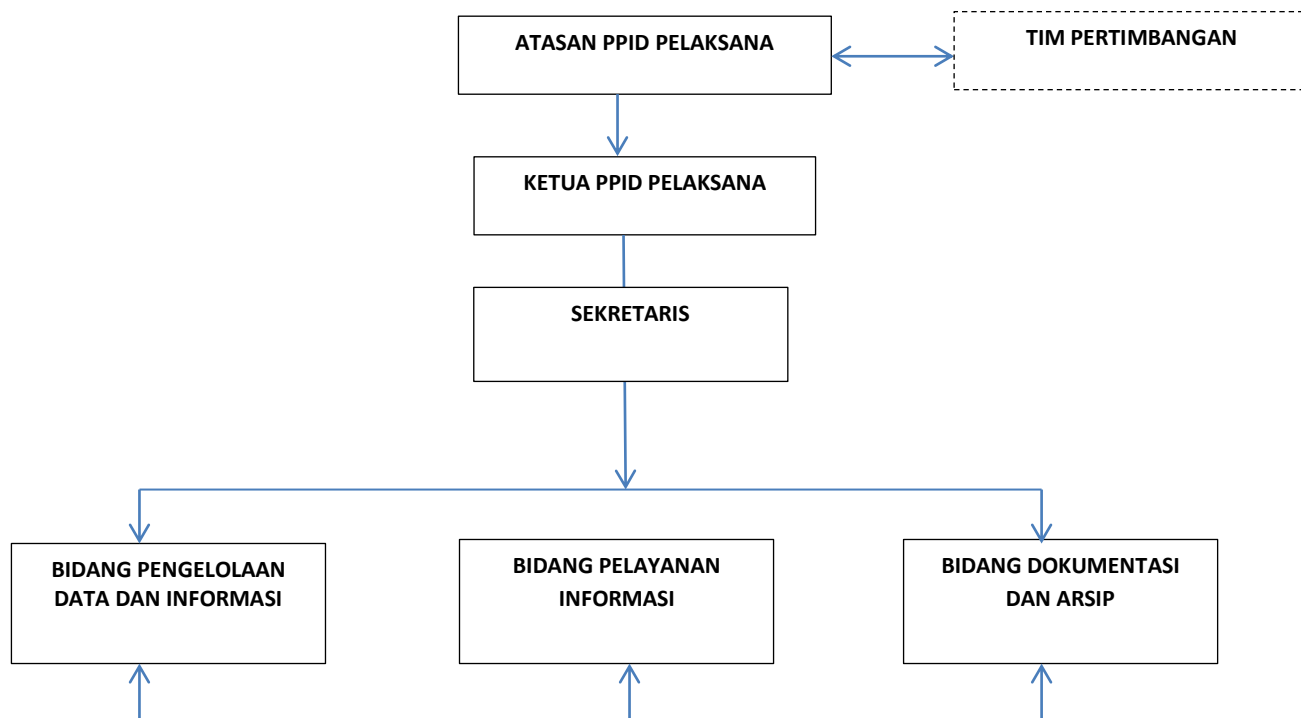 ATASAN PPID PELAKSANA
TIM PERTIMBANGAN
KETUA PPID PELAKSANA
SEKRETARIS
BIDANG PENGELOLAAN
DATA DAN INFORMASI
BIDANG PELAYANAN
INFORMASI
BIDANG DOKUMENTASI
DAN ARSIP